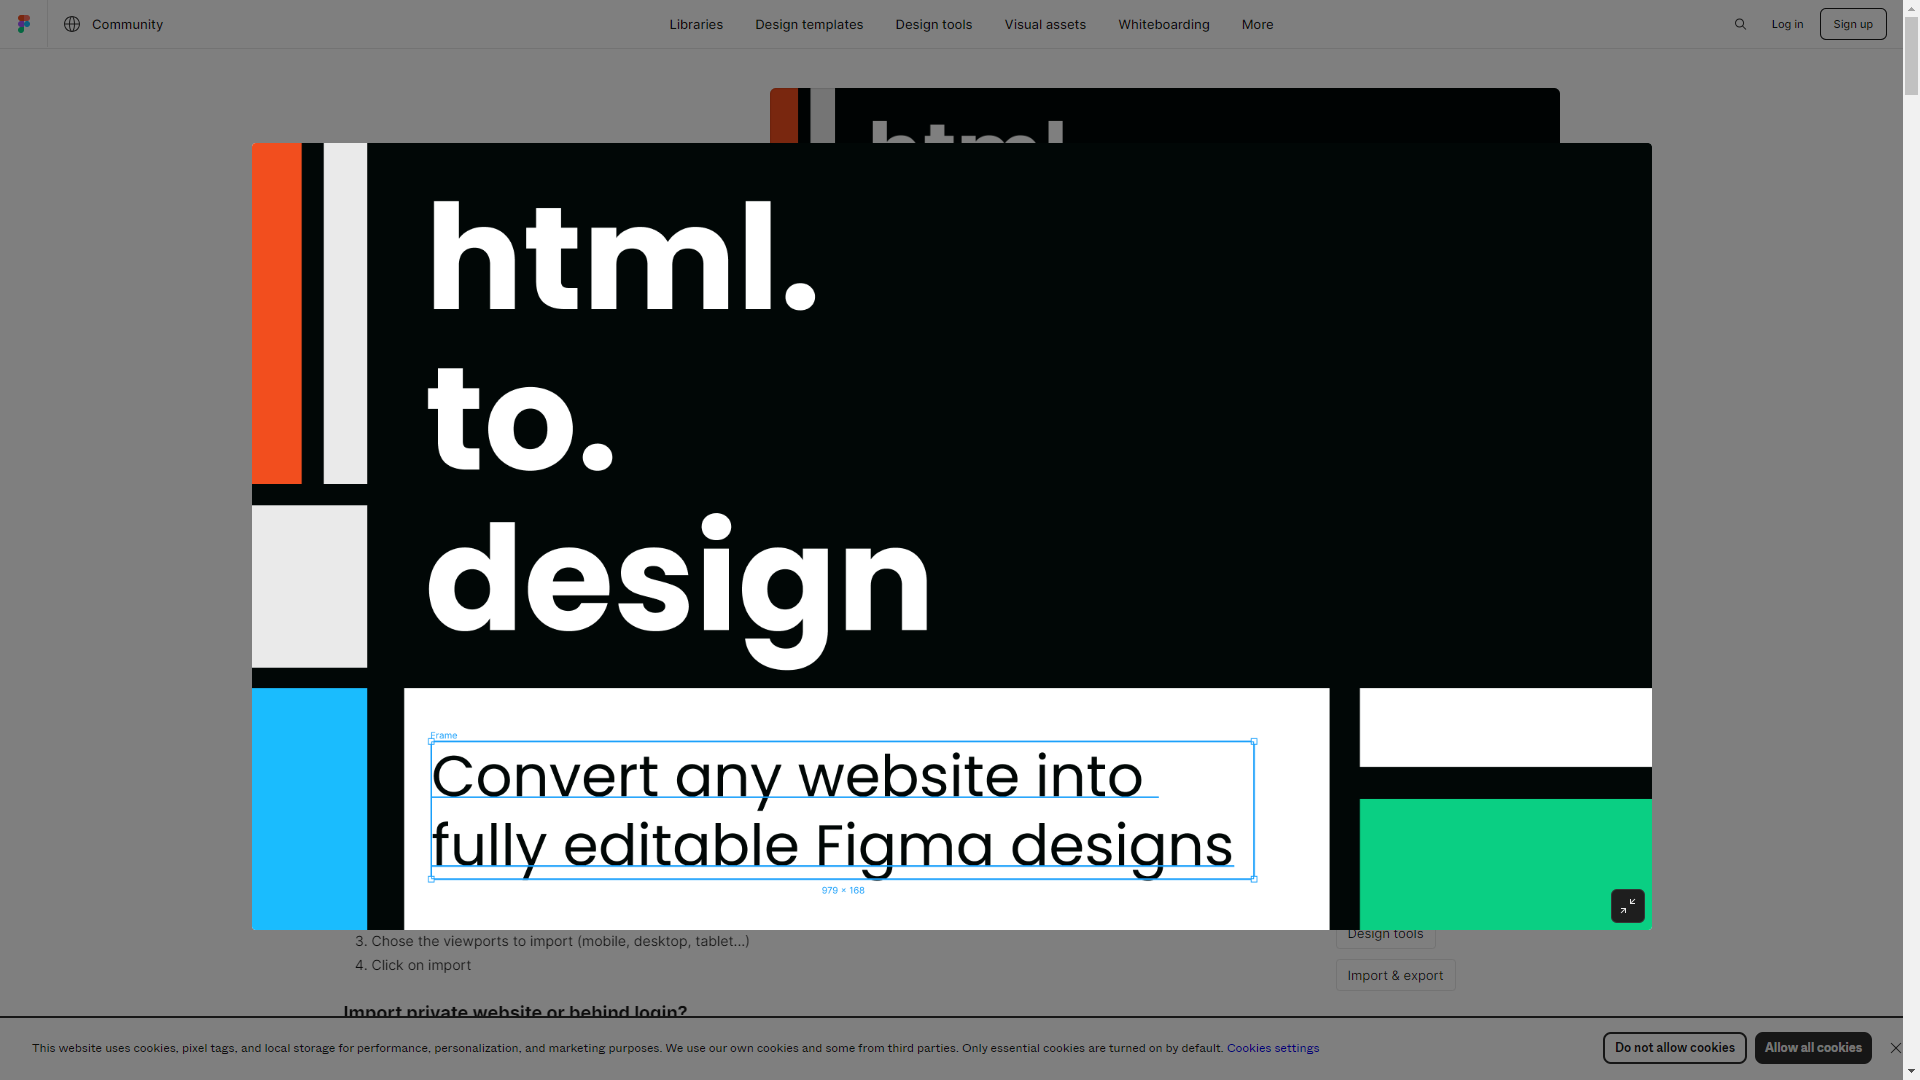 Community
Libraries
Design templates
Design tools
Visual assets
Whiteboarding
More
Log in
Sign up
html.
to.
design
Frame
Convert any website into
fully editable Figma designs
979 × 168
3. Chose the viewports to import (mobile, desktop, tablet...)
4. Click on import
Design tools
Import & export
Import private website or behind login?
This website uses cookies, pixel tags, and local storage for performance, personalization, and marketing purposes. We use our own cookies and some from third parties. Only essential cookies are turned on by default. Cookies settings
Do not allow cookies
Allow all cookies